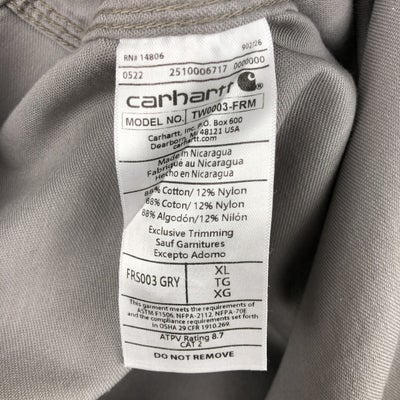 RN# 14806 902/26
0522 2510006717 0000000
carhartt
MODEL NO. TW0003-FRM
Carhartt, Inc. P.O. Box 600
Dearborn, MI 48121 USA
carhartt.com
Made in Nicaragua
Fabriqué au Nicaragua
Hecho en Nicaragua
88% Cotton/ 12% Nylon
88% Coton/ 12% Nylon
88% Algodón/ 12% Nilón
Exclusive Trimming
Sauf Garnitures
Excepto Adorno
FRS003 GRY
XL
TG
XG
This garment meets the requirements of
ASTM F1506, NFPA-2112, NFPA-70E
and the compliance requirements set forth
in OSHA 29 CFR 1910.269.
ATPV Rating 8.7
CAT 2
DO NOT REMOVE